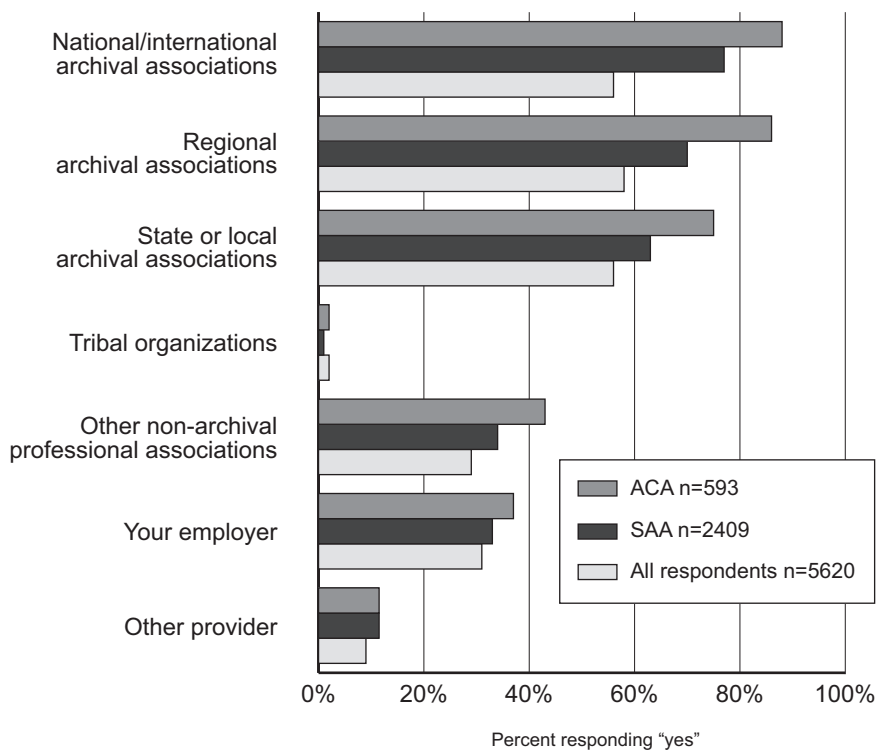 National/international
archival associations
Regional
archival associations
State or local
archival associations
Tribal organizations
Other non-archival
professional associations
Your employer
Other provider
ACA n=593
SAA n=2409
All respondents n=5620
0% 20% 40% 60% 80% 100%
Percent responding “yes”